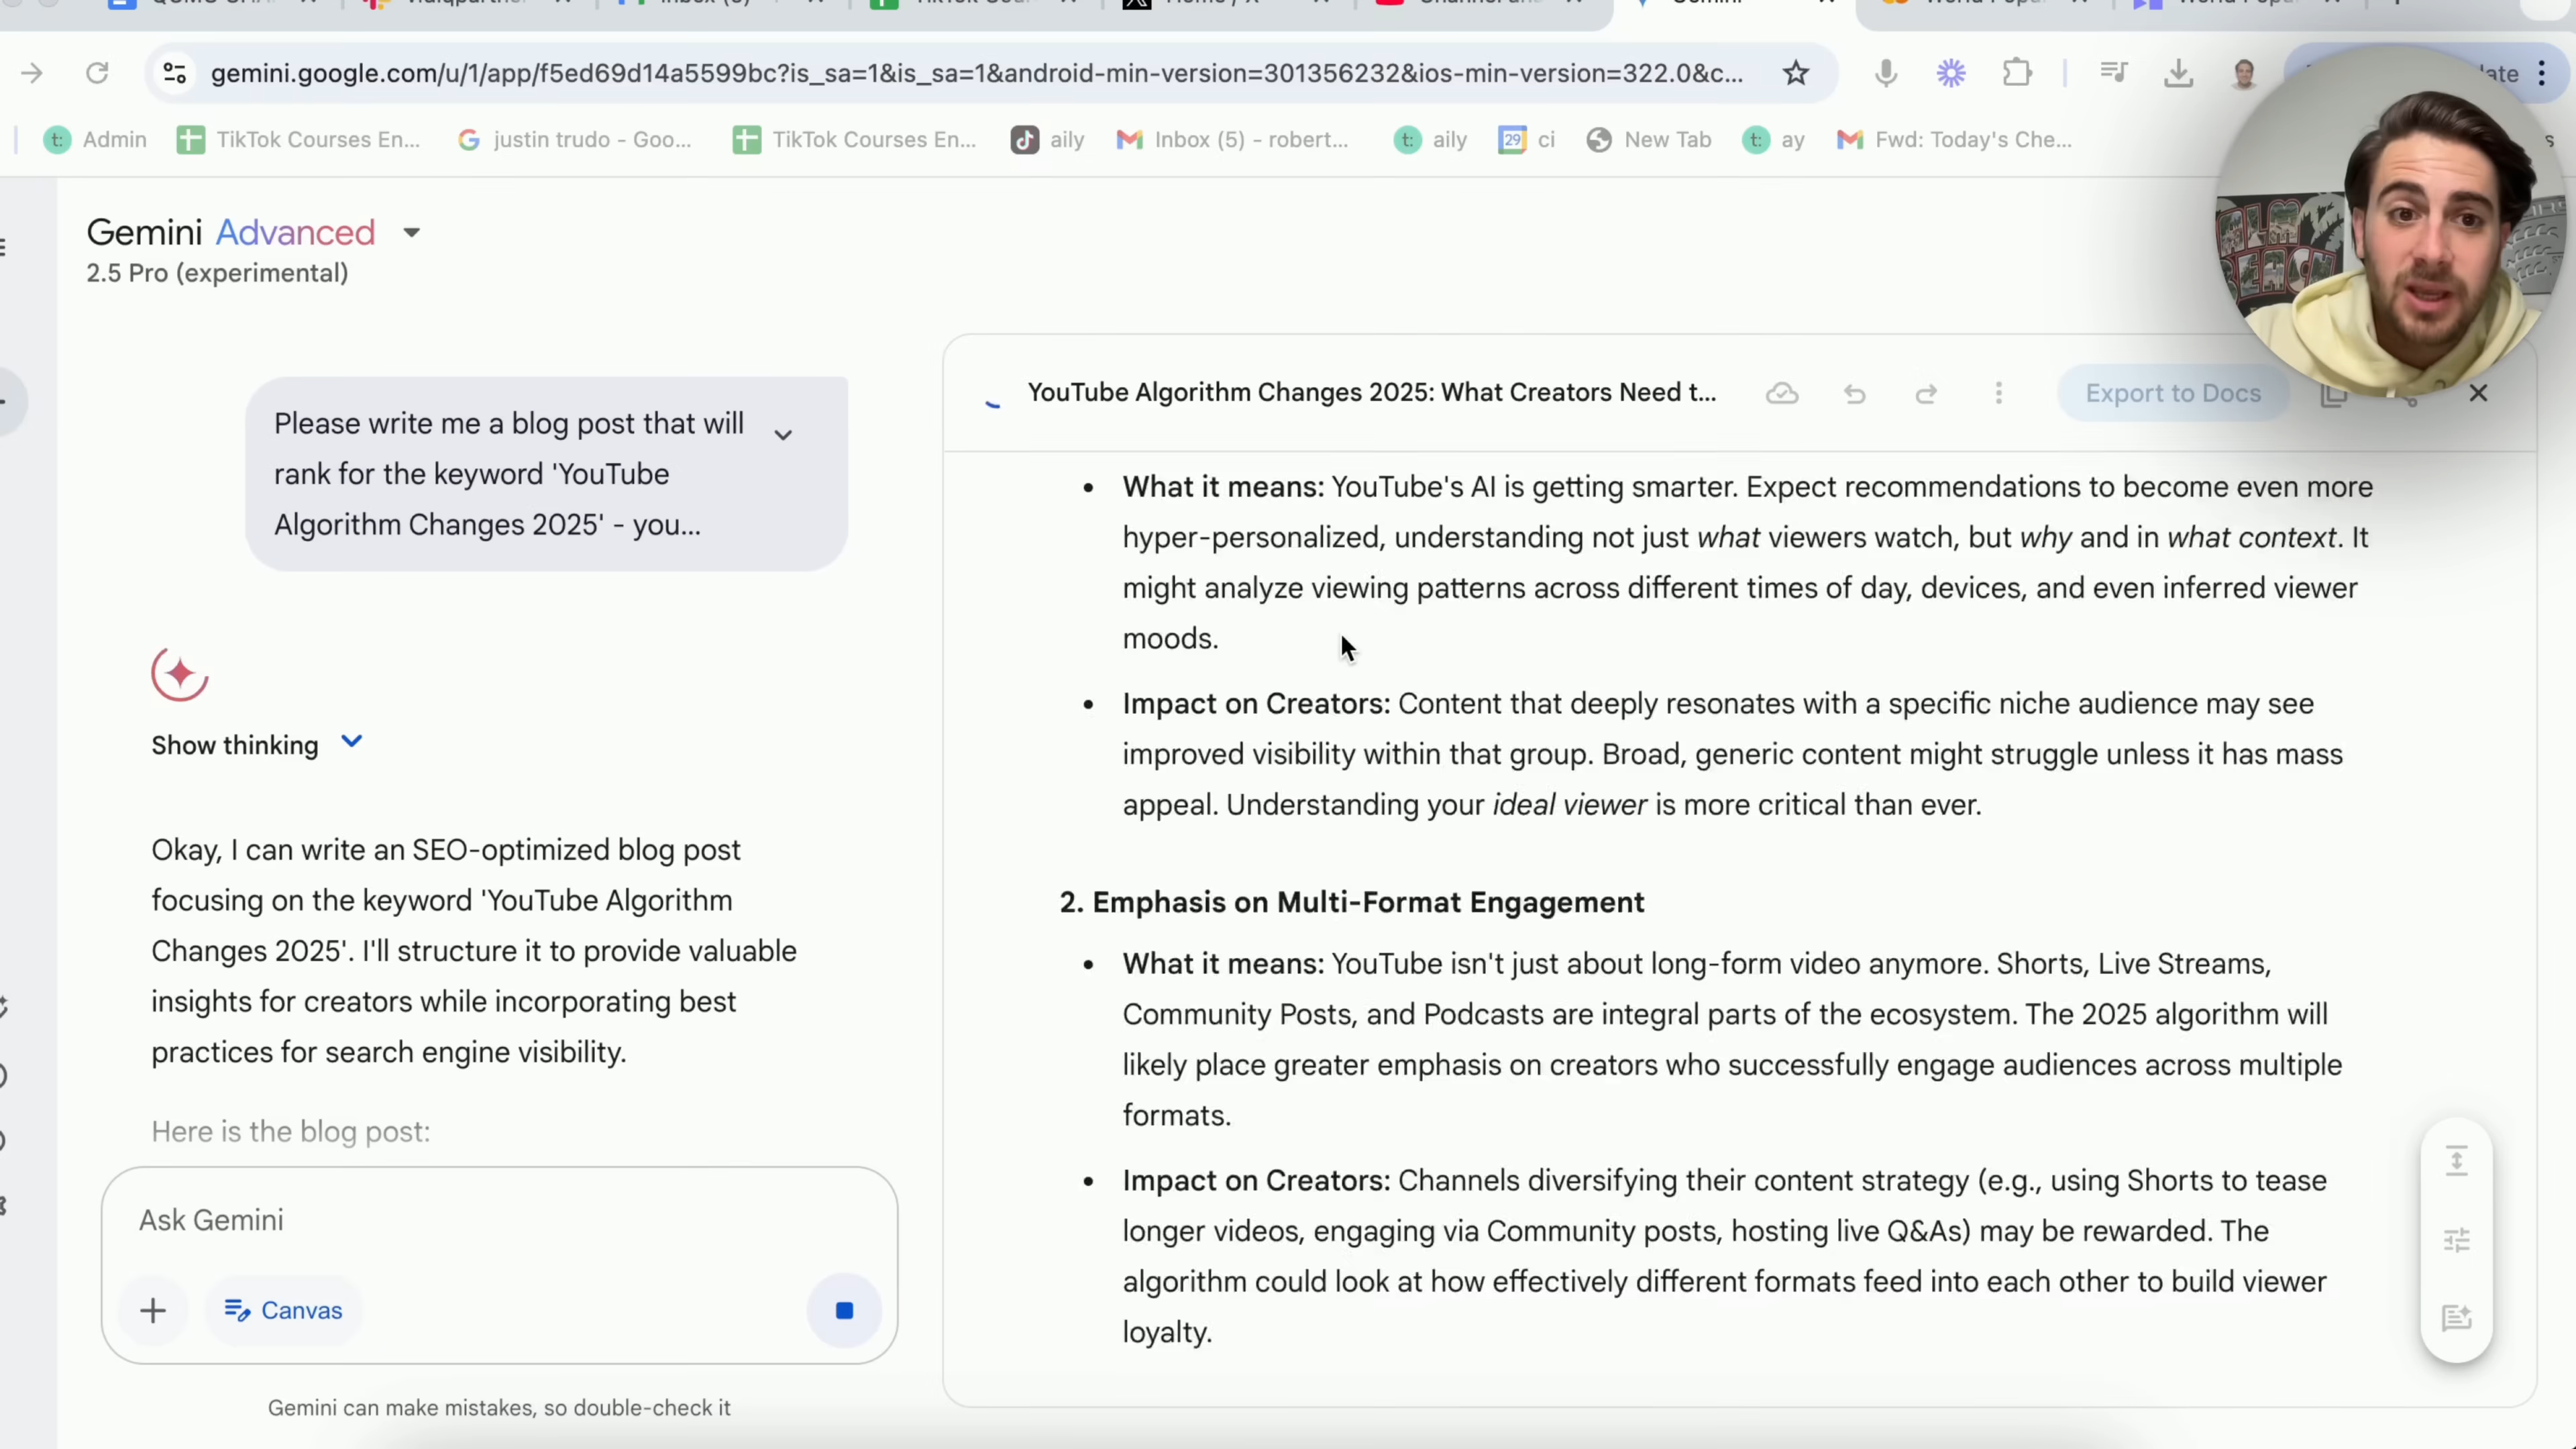 Inbox (5)
Home / X
Gemini
gemini.google.com/u/1/app/f5ed69d14a5599bc?is_sa=1&is_sa=1&android-min-version=301356232&ios-min-version=322.0&c...
Admin
TikTok Courses En...
justin trudo - Goo...
TikTok Courses En...
aily
Inbox (5) - robert...
aily
29
ci
New Tab
ay
Fwd: Today's Che...
Gemini Advanced
2.5 Pro (experimental)
Please write me a blog post that will
rank for the keyword 'YouTube
Algorithm Changes 2025' - you...
Show thinking
Okay, I can write an SEO-optimized blog post
focusing on the keyword 'YouTube Algorithm
Changes 2025'. I'll structure it to provide valuable
insights for creators while incorporating best
practices for search engine visibility.
Here is the blog post:
Ask Gemini
Canvas
Gemini can make mistakes, so double-check it
YouTube Algorithm Changes 2025: What Creators Need t...
Export to Docs
• What it means: YouTube's AI is getting smarter. Expect recommendations to become even more
hyper-personalized, understanding not just what viewers watch, but why and in what context. It
might analyze viewing patterns across different times of day, devices, and even inferred viewer
moods.
• Impact on Creators: Content that deeply resonates with a specific niche audience may see
improved visibility within that group. Broad, generic content might struggle unless it has mass
appeal. Understanding your ideal viewer is more critical than ever.
2. Emphasis on Multi-Format Engagement
• What it means: YouTube isn't just about long-form video anymore. Shorts, Live Streams,
Community Posts, and Podcasts are integral parts of the ecosystem. The 2025 algorithm will
likely place greater emphasis on creators who successfully engage audiences across multiple
formats.
• Impact on Creators: Channels diversifying their content strategy (e.g., using Shorts to tease
longer videos, engaging via Community posts, hosting live Q&As) may be rewarded. The
algorithm could look at how effectively different formats feed into each other to build viewer
loyalty.